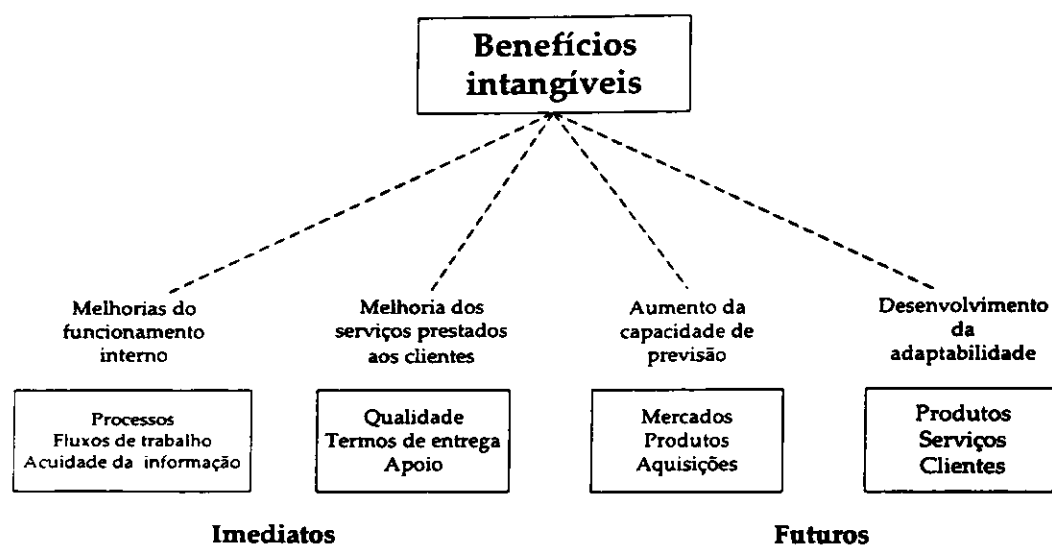 Benefícios
intangíveis
Melhorias do
funcionamento
interno
Melhoria dos
serviços prestados
aos clientes
Aumento da
capacidade de
previsão
Desenvolvimento
da
adaptabilidade
Processos
Fluxos de trabalho
Acuidade da informação
Qualidade
Termos de entrega
Apoio
Mercados
Produtos
Aquisições
Produtos
Serviços
Clientes
Imediatos
Futuros